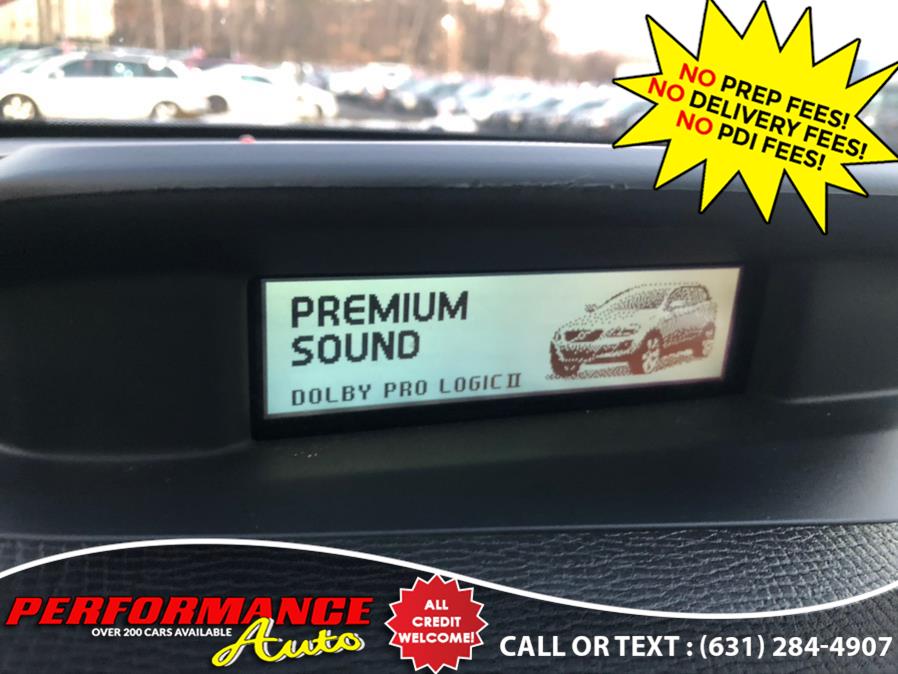 NO PREP FEES!
NO DELIVERY FEES!
NO PDI FEES!
PREMIUM
SOUND
DOLBY PRO LOGIC II
PERFORMANCE
OVER 200 CARS AVAILABLE
Auto
ALL
CREDIT
WELCOME!
CALL OR TEXT : (631) 284-4907